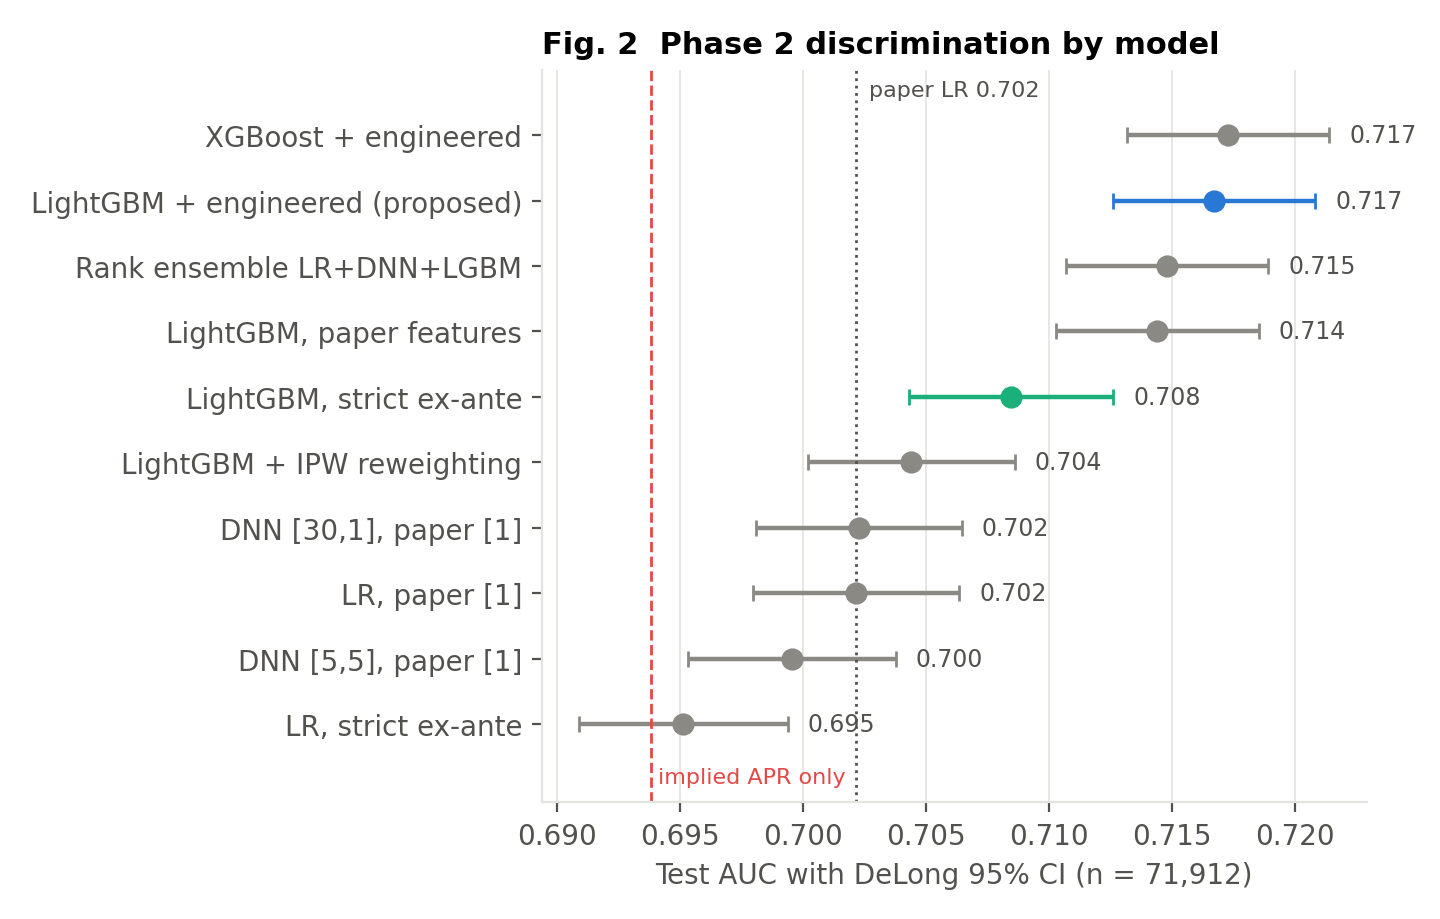 Fig. 2  Phase 2 discrimination by model
paper LR 0.702
XGBoost + engineered 0.717
LightGBM + engineered (proposed) 0.717
Rank ensemble LR+DNN+LGBM 0.715
LightGBM, paper features 0.714
LightGBM, strict ex-ante 0.708
LightGBM + IPW reweighting 0.704
DNN [30,1], paper [1] 0.702
LR, paper [1] 0.702
DNN [5,5], paper [1] 0.700
LR, strict ex-ante 0.695
implied APR only
0.690 0.695 0.700 0.705 0.710 0.715 0.720
Test AUC with DeLong 95% CI (n = 71,912)